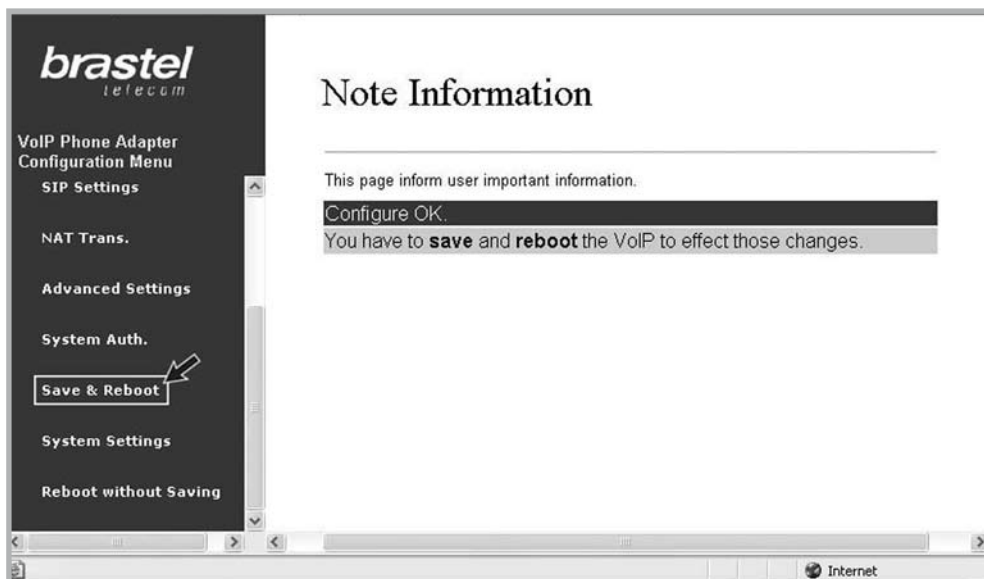 brastel
telecom
VoIP Phone Adapter
Configuration Menu
SIP Settings
NAT Trans.
Advanced Settings
System Auth.
Save & Reboot
System Settings
Reboot without Saving
Note Information
This page inform user important information.
Configure OK.
You have to save and reboot the VoIP to effect those changes.
Internet